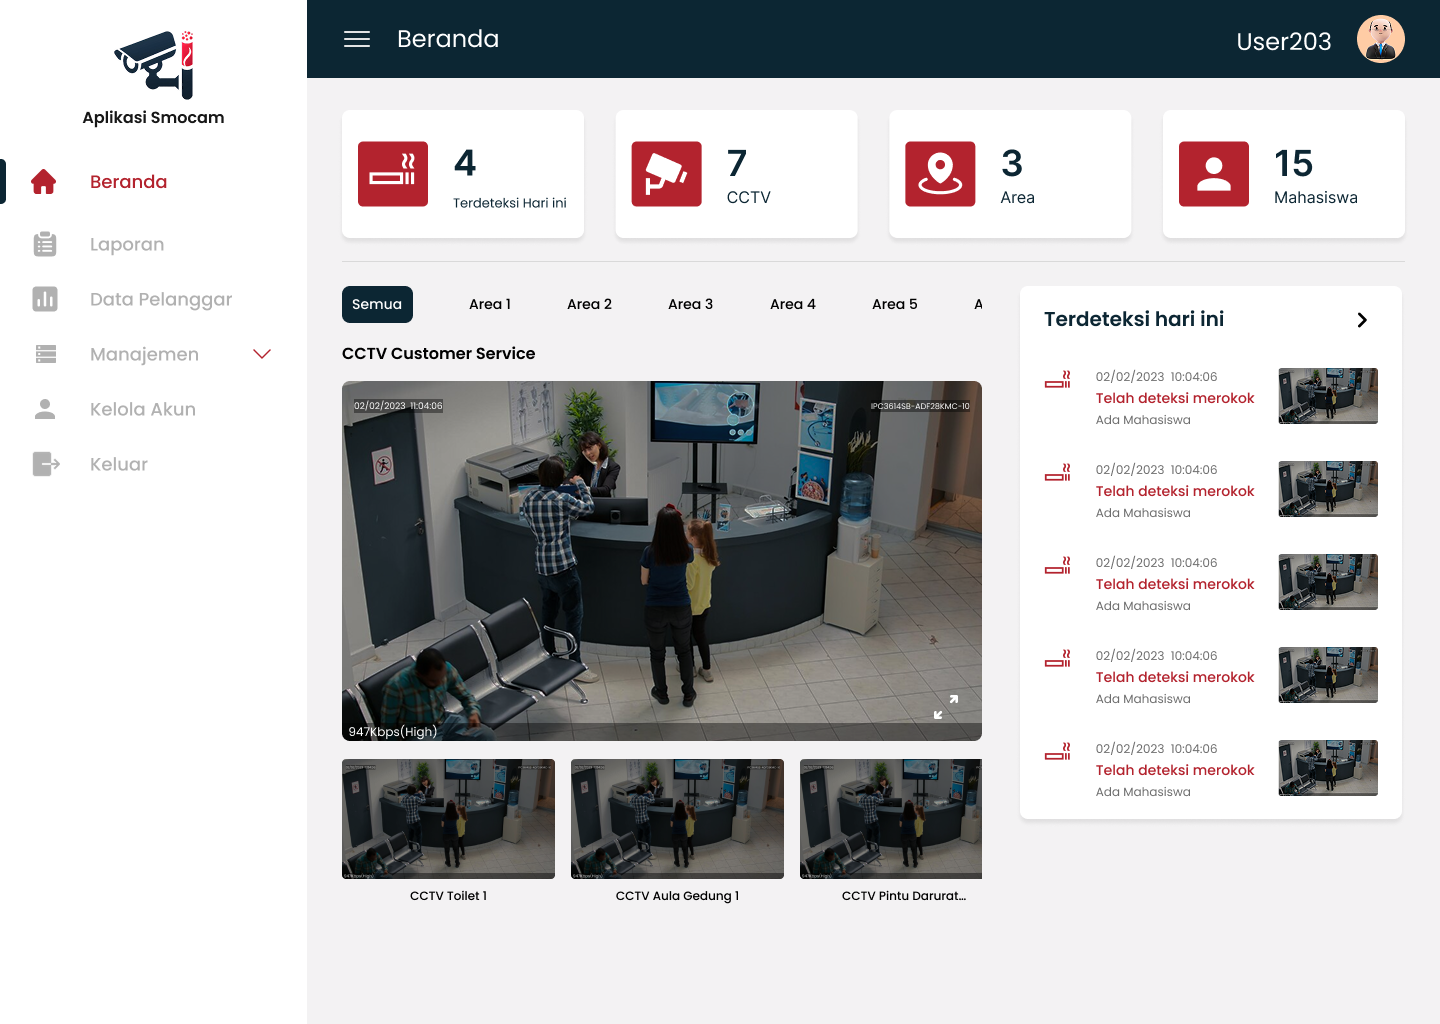 Aplikasi Smocam
Beranda
Laporan
Data Pelanggar
Manajemen
Kelola Akun
Keluar
Beranda
User203
4
Terdeteksi Hari ini
7
CCTV
3
Area
15
Mahasiswa
Semua
Area 1
Area 2
Area 3
Area 4
Area 5
A
CCTV Customer Service
02/02/2023 11:04:06
IPC3614SB-ADF28KMC-10
947Kbps(High)
CCTV Toilet 1
CCTV Aula Gedung 1
CCTV Pintu Darurat...
Terdeteksi hari ini
02/02/2023 10:04:06
Telah deteksi merokok
Ada Mahasiswa
02/02/2023 10:04:06
Telah deteksi merokok
Ada Mahasiswa
02/02/2023 10:04:06
Telah deteksi merokok
Ada Mahasiswa
02/02/2023 10:04:06
Telah deteksi merokok
Ada Mahasiswa
02/02/2023 10:04:06
Telah deteksi merokok
Ada Mahasiswa